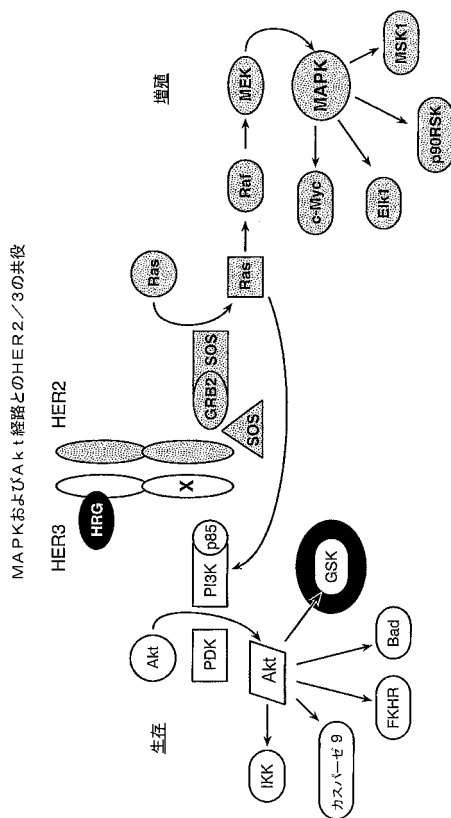 MAPKおよびAkt経路とのHER2/3の共役
HER3
HER2
HRG
X
生存
増殖
Akt
PDK
PI3K
p85
GRB2
SOS
SOS
Ras
Ras
Raf
MEK
MAPK
Akt
IKK
カスパーゼ9
FKHR
Bad
GSK
c-Myc
Elk1
p90RSK
MSK1